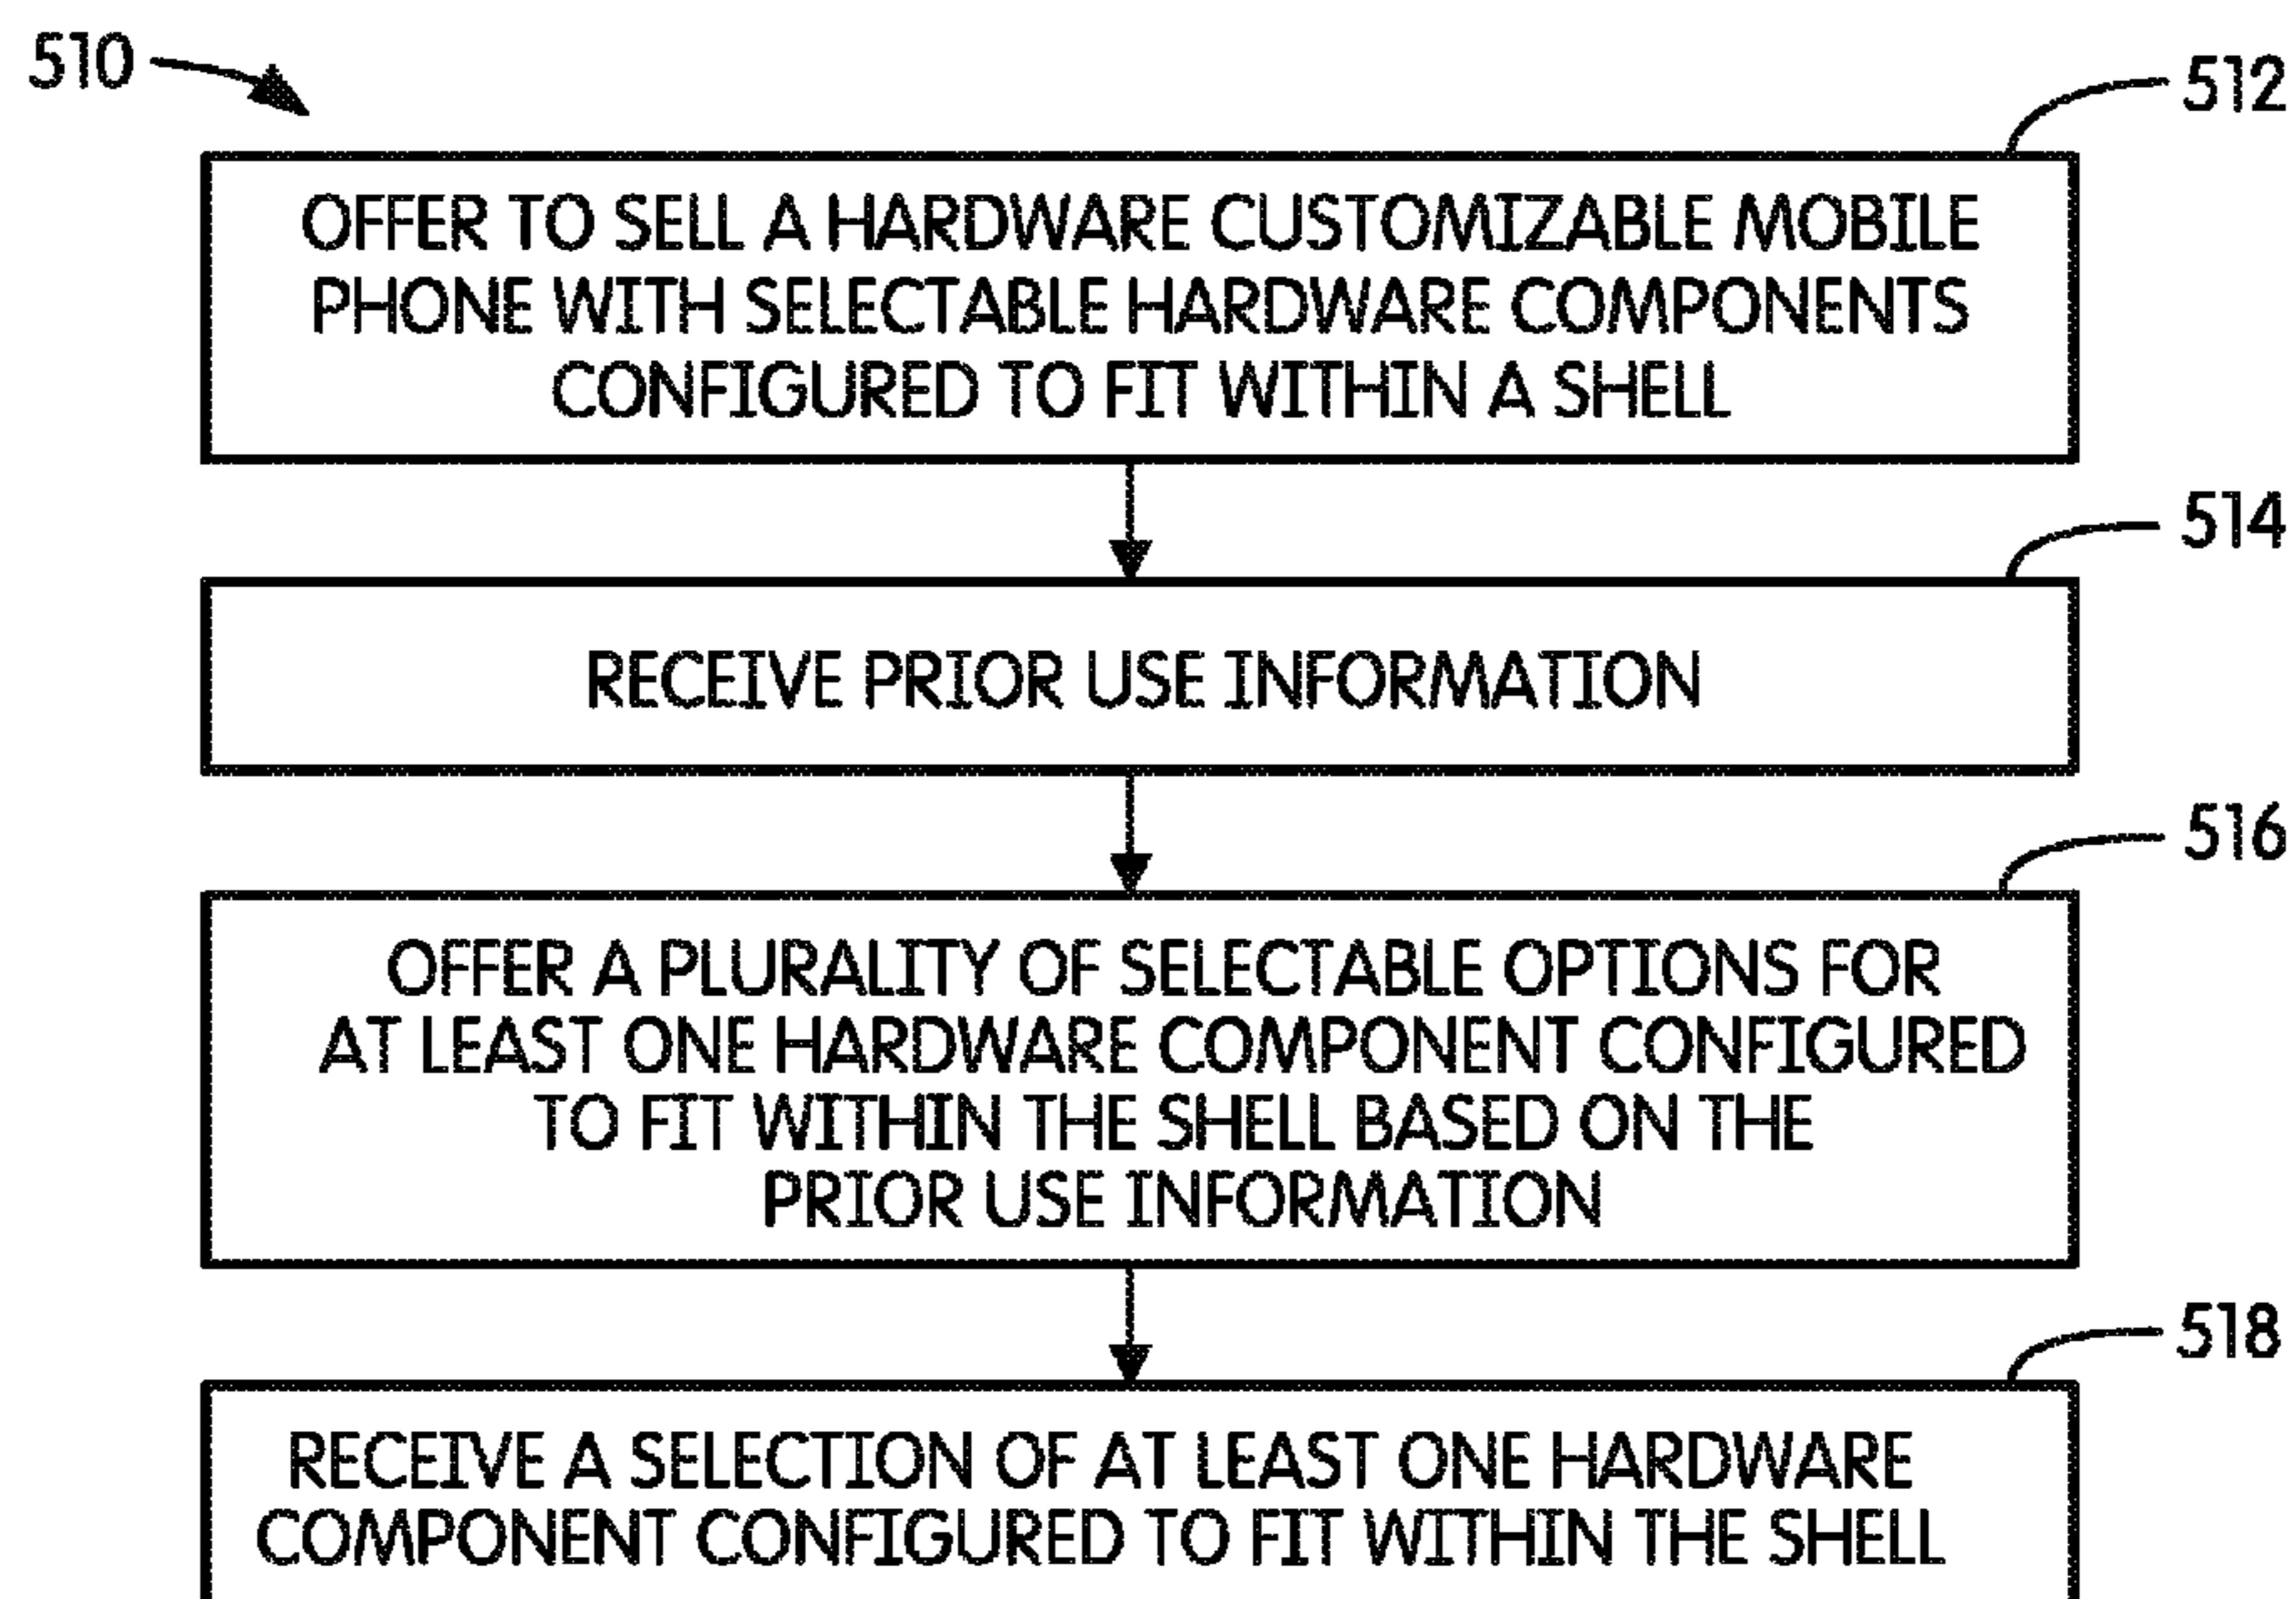 510
512
OFFER TO SELL A HARDWARE CUSTOMIZABLE MOBILE
PHONE WITH SELECTABLE HARDWARE COMPONENTS
CONFIGURED TO FIT WITHIN A SHELL
514
RECEIVE PRIOR USE INFORMATION
516
OFFER A PLURALITY OF SELECTABLE OPTIONS FOR
AT LEAST ONE HARDWARE COMPONENT CONFIGURED
TO FIT WITHIN THE SHELL BASED ON THE
PRIOR USE INFORMATION
518
RECEIVE A SELECTION OF AT LEAST ONE HARDWARE
COMPONENT CONFIGURED TO FIT WITHIN THE SHELL